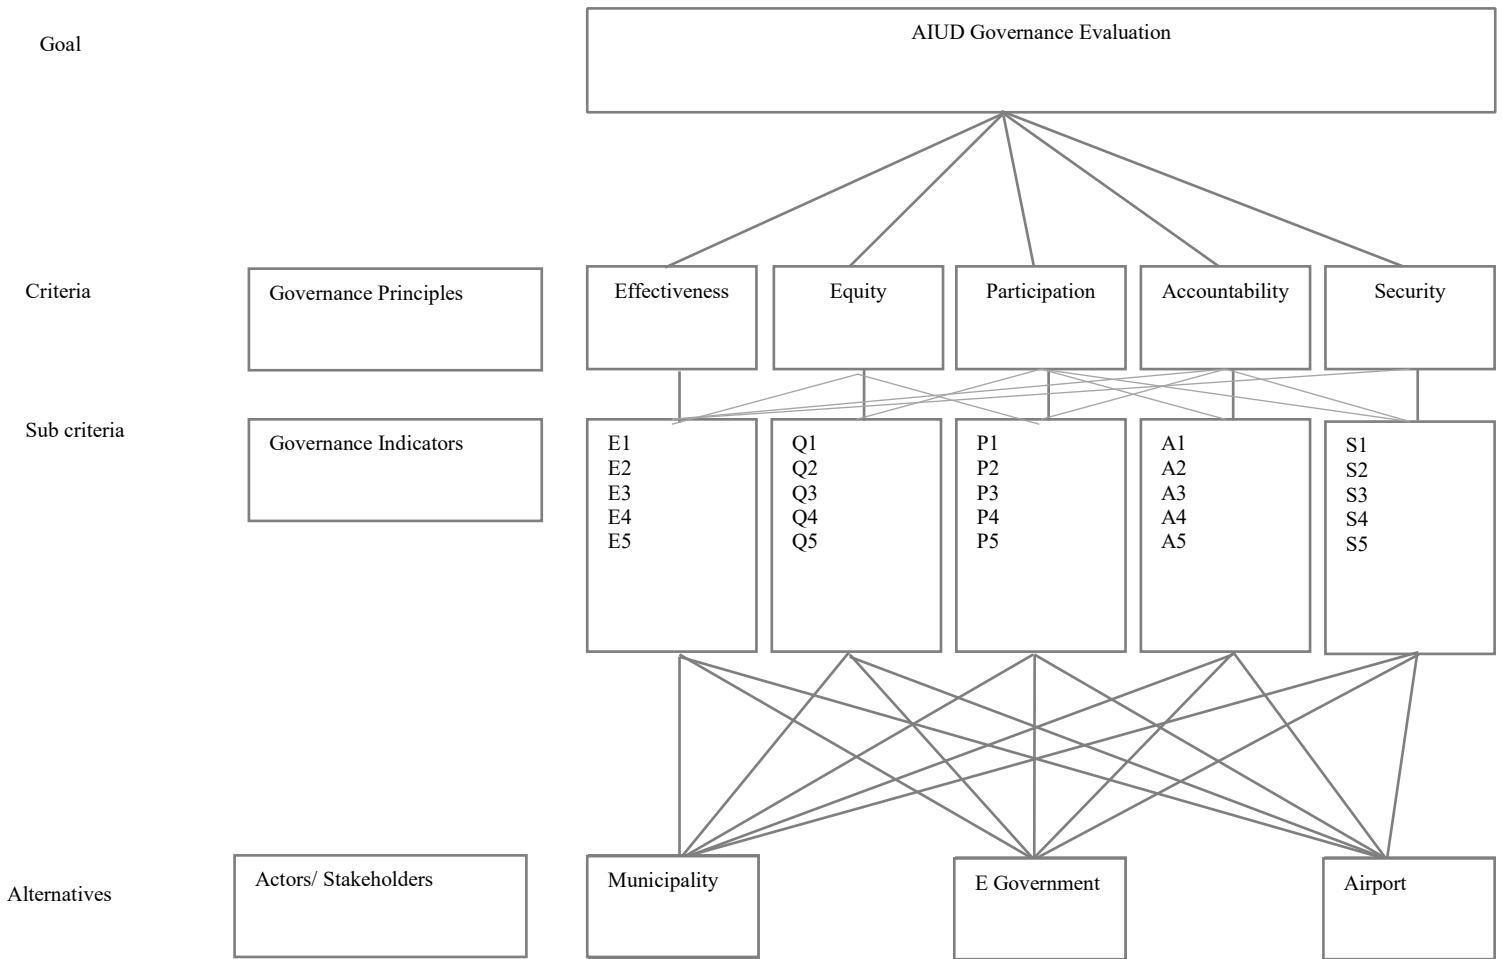 Goal
AIUD Governance Evaluation
Criteria
Governance Principles
Effectiveness
Equity
Participation
Accountability
Security
Sub criteria
Governance Indicators
E1
E2
E3
E4
E5
Q1
Q2
Q3
Q4
Q5
P1
P2
P3
P4
P5
A1
A2
A3
A4
A5
S1
S2
S3
S4
S5
Alternatives
Actors/ Stakeholders
Municipality
E Government
Airport